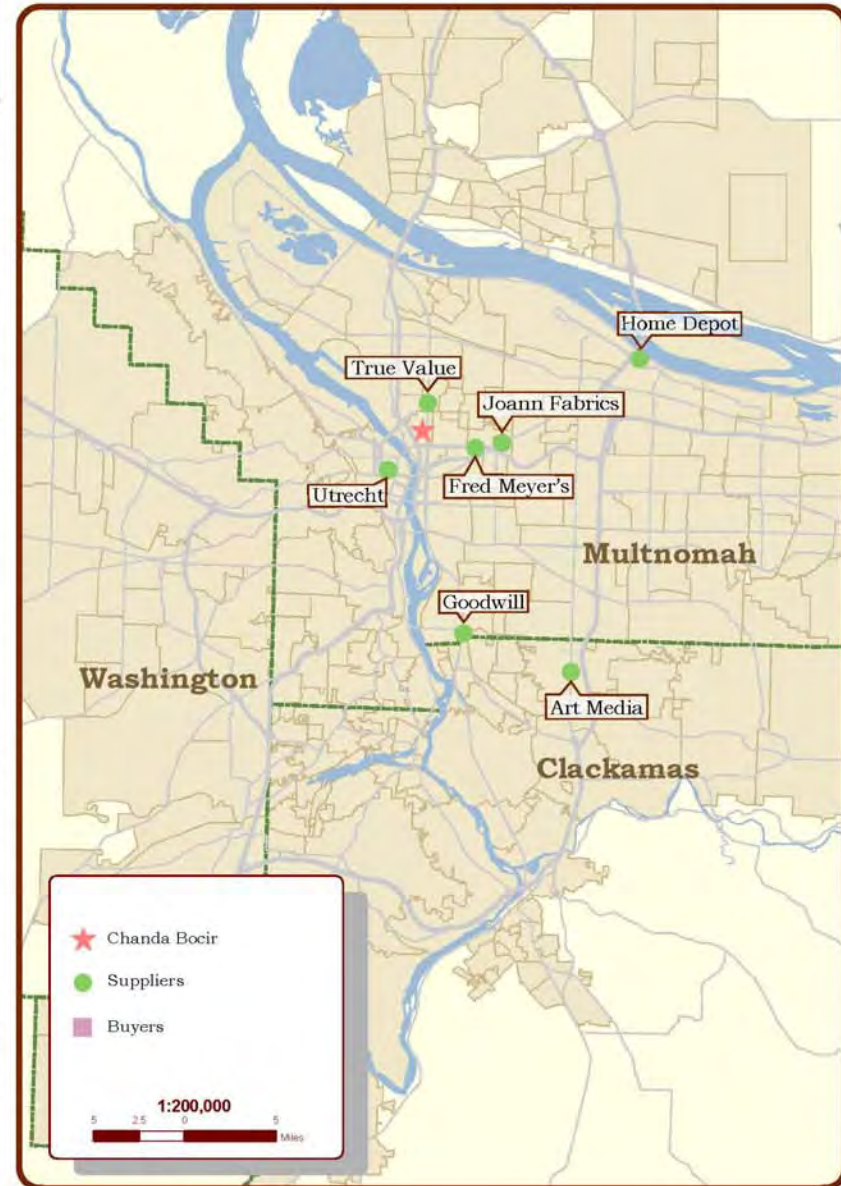 Home Depot
True Value
Joann Fabrics
Utrecht
Fred Meyer's
Multnomah
Goodwill
Washington
Art Media
Clackamas
Chanda Bocir
Suppliers
Buyers
1:200,000
5 2.5 0 5
Miles